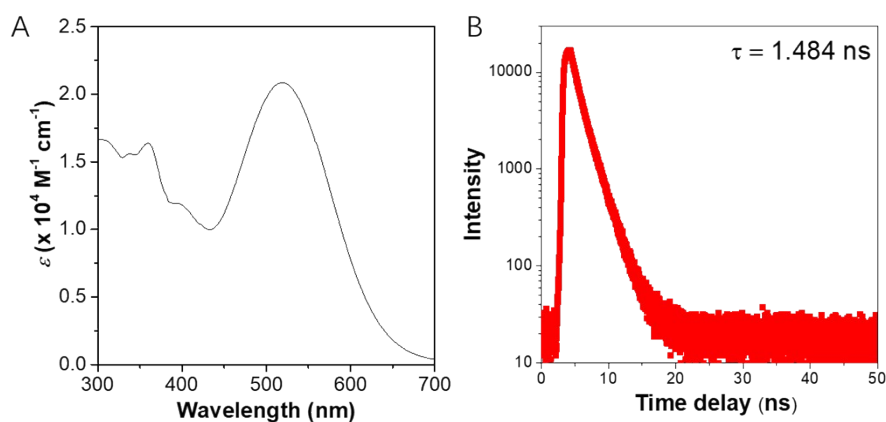 A
2.5
2.0
1.5
1.0
0.5
0.0
ε (x 10⁴ M⁻¹ cm⁻¹)
300 400 500 600 700
Wavelength (nm)
B
τ = 1.484 ns
10000
1000
100
10
Intensity
0 10 20 30 40 50
Time delay (ns)